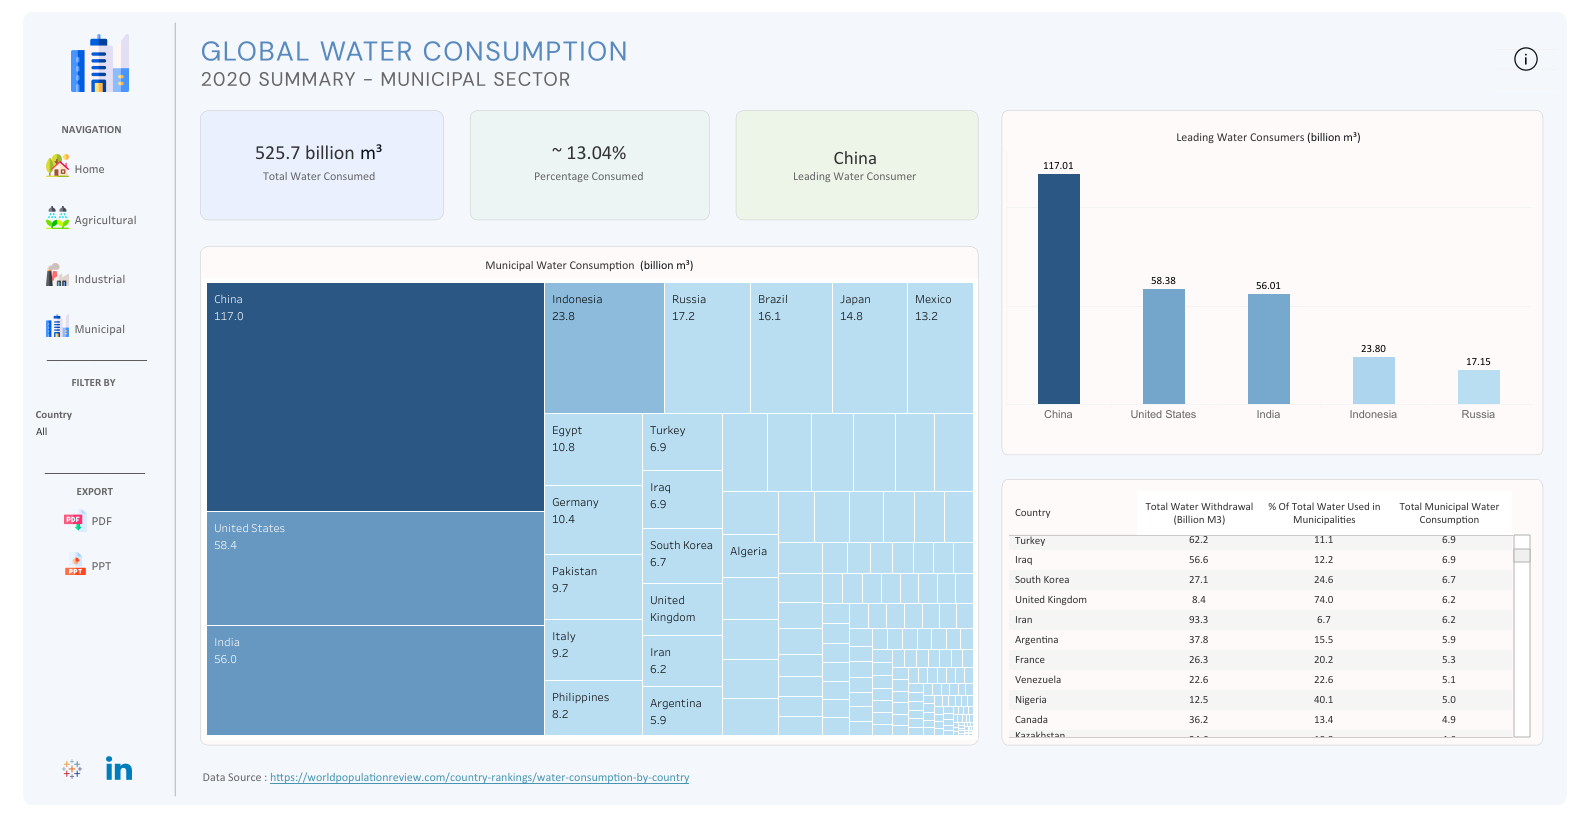 GLOBAL WATER CONSUMPTION
2020 SUMMARY – MUNICIPAL SECTOR
i
NAVIGATION
Home
Agricultural
Industrial
Municipal
FILTER BY
Country
All
EXPORT
PDF PDF
PPT PPT
in
525.7 billion m³
Total Water Consumed
~ 13.04%
Percentage Consumed
China
Leading Water Consumer
Municipal Water Consumption (billion m³)
China
117.0
United States
58.4
India
56.0
Indonesia
23.8
Russia
17.2
Brazil
16.1
Japan
14.8
Mexico
13.2
Egypt
10.8
Germany
10.4
Pakistan
9.7
Italy
9.2
Philippines
8.2
Turkey
6.9
Iraq
6.9
South Korea
6.7
United
Kingdom
Iran
6.2
Argentina
5.9
Algeria
Leading Water Consumers (billion m³)
117.01
58.38
56.01
23.80
17.15
China United States India Indonesia Russia
Country
Total Water Withdrawal
(Billion M3)
% Of Total Water Used in
Municipalities
Total Municipal Water
Consumption
Turkey 62.2 11.1 6.9
Iraq 56.6 12.2 6.9
South Korea 27.1 24.6 6.7
United Kingdom 8.4 74.0 6.2
Iran 93.3 6.7 6.2
Argentina 37.8 15.5 5.9
France 26.3 20.2 5.3
Venezuela 22.6 22.6 5.1
Nigeria 12.5 40.1 5.0
Canada 36.2 13.4 4.9
Kazakhstan
Data Source : https://worldpopulationreview.com/country-rankings/water-consumption-by-country